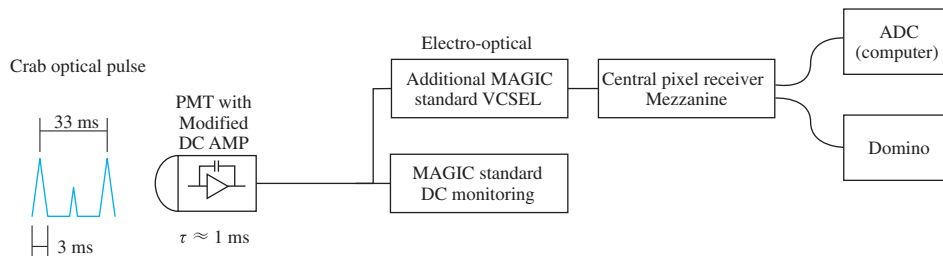 Crab optical pulse
33 ms
3 ms
PMT with
Modified
DC AMP
τ ≈ 1 ms
Electro-optical
Additional MAGIC
standard VCSEL
MAGIC standard
DC monitoring
Central pixel receiver
Mezzanine
ADC
(computer)
Domino